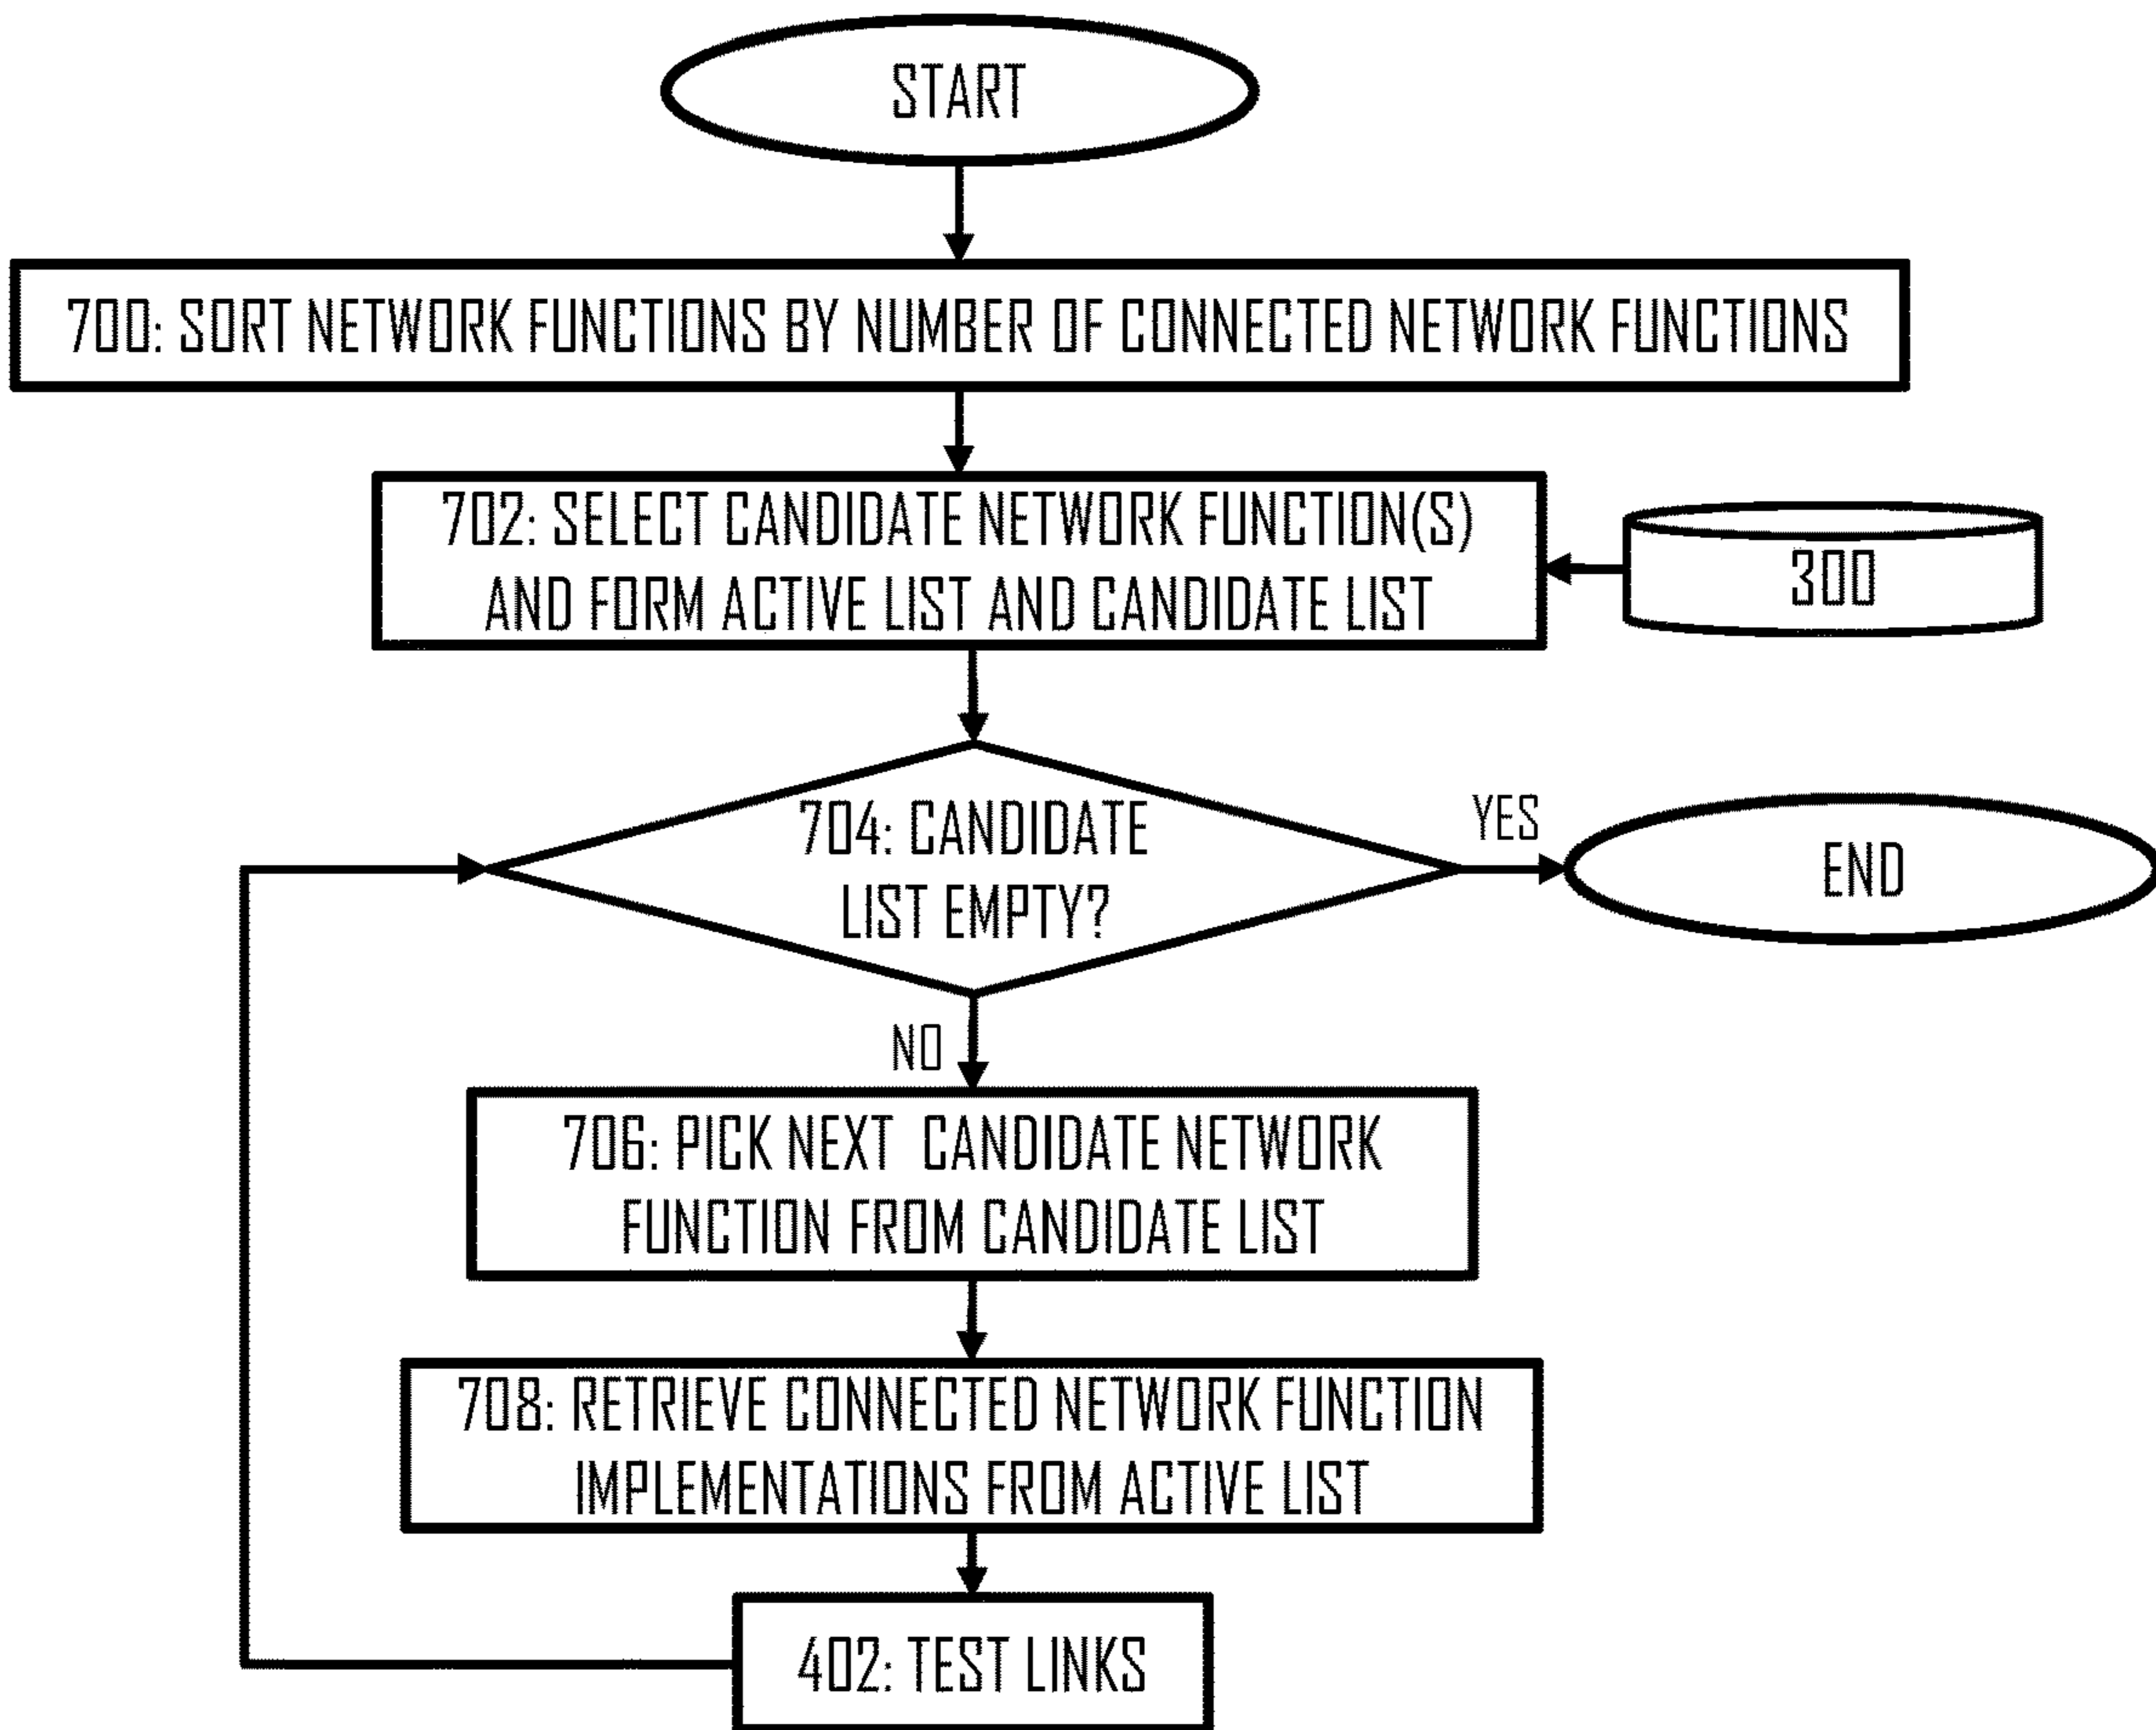 START
700: SORT NETWORK FUNCTIONS BY NUMBER OF CONNECTED NETWORK FUNCTIONS
702: SELECT CANDIDATE NETWORK FUNCTION(S)
AND FORM ACTIVE LIST AND CANDIDATE LIST
300
704: CANDIDATE
LIST EMPTY?
YES
END
NO
706: PICK NEXT CANDIDATE NETWORK
FUNCTION FROM CANDIDATE LIST
708: RETRIEVE CONNECTED NETWORK FUNCTION
IMPLEMENTATIONS FROM ACTIVE LIST
402: TEST LINKS